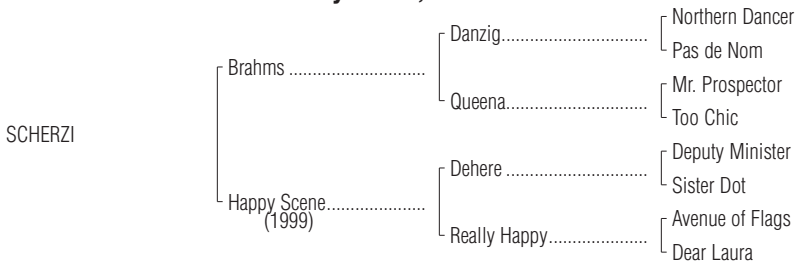 Northern Dancer
Danzig...............................
Pas de Nom
Brahms .............................
Mr. Prospector
Queena..............................
Too Chic
SCHERZI
Deputy Minister
Dehere ..............................
Sister Dot
Happy Scene.....................
(1999)
Avenue of Flags
Really Happy.....................
Dear Laura